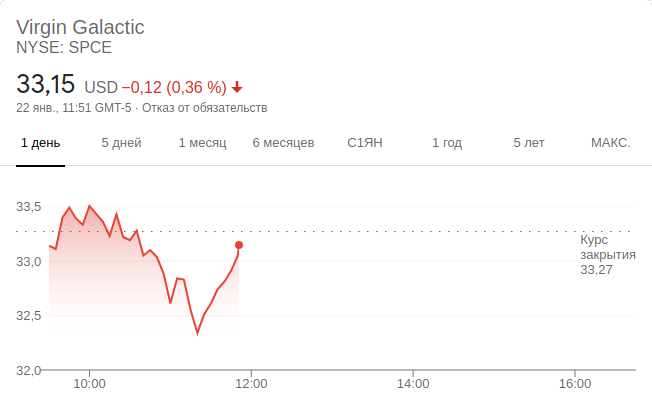 Virgin Galactic
NYSE: SPCE
33,15 USD −0,12 (0,36 %)
22 янв., 11:51 GMT-5 · Отказ от обязательств
1 день 5 дней 1 месяц 6 месяцев С1ЯН 1 год 5 лет МАКС.
33,5
Курс
закрытия
33,27
33,0
32,5
32,0
10:00 12:00 14:00 16:00